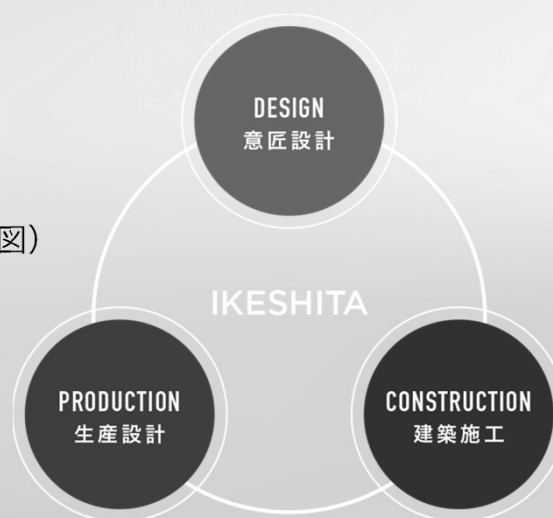 DESIGN
意匠設計
図)
IKESHITA
PRODUCTION
生産設計
CONSTRUCTION
建築施工